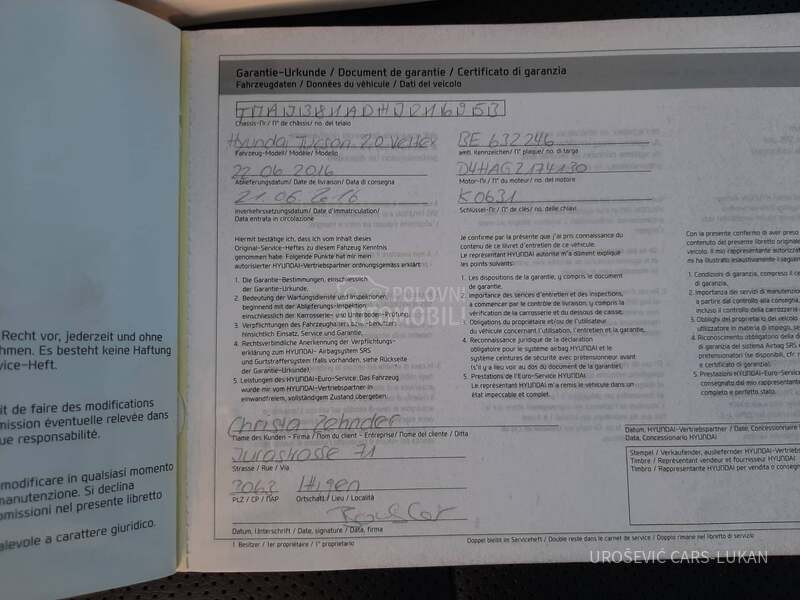 Garantie-Urkunde / Document de garantie / Certificato di garanzia
Fahrzeugdaten / Données du véhicule / Dati del veicolo
Chassis-Nr./ n° de châssis/ no. del telaio
Hyundai Tucson 2.0 Vertex
BE 632246
Fahrzeug-Modell/ Modèle/ Modello
amtl. Kennzeichen/ n° plaque/ no. di targa
22.06.2016
D4HAGZ174130
Ablieferungsdatum/ Date de livraison/ Data di consegna
Motor-Nr./ n° du moteur/ no. del motore
21.06.2016
K0631
Inverkehrssetzungsdatum/ Date d'immatriculation/
Data entrata in circolazione
Schlüssel-Nr./ n° de clés/ no. delle chiavi
Hiermit bestätige ich, dass ich vom Inhalt dieses
Original-Service-Heftes zu diesem Fahrzeug Kenntnis
genommen habe. Folgende Punkte hat mir mein
autorisierter HYUNDAI-Vertriebspartner ordnungsgemäss erklärt:
1. Die Garantie-Bestimmungen, einschliesslich
der Garantie-Urkunde.
2. Bedeutung der Wartungsdienste und Inspektionen,
beginnend mit der Ablieferungs-Inspektion,
einschliesslich der Karosserie- und Lackboden-Prüfung.
3. Verpflichtungen des Fahrzeughalters bzw. -Benutzers
hinsichtlich Einsatz, Service und Garantie.
4. Rechtsverbindliche Anerkennung der Verpflichtungs-
erklärung zum HYUNDAI- Airbagsystem SRS
und Gurtstraffersystem (falls vorhanden, siehe Rückseite
der Garantie-Urkunde).
5. Leistungen des HYUNDAI-Euro-Service. Das Fahrzeug
wurde mir vom HYUNDAI-Vertriebspartner in
einwandfreiem, vollständigem Zustand übergeben.
Je confirme par la présente que j'ai pris connaissance du
contenu de ce livret d'entretien de ce véhicule.
Le représentant HYUNDAI autorisé m'a dûment expliqué
les points suivants:
1. Les dispositions de la garantie, y compris le document
de garantie.
2. Importance des services d'entretien et des inspections,
à commencer par le contrôle de livraison, y compris la
vérification de la carrosserie et du dessous de caisse.
3. Obligations du propriétaire et/ou de l'utilisateur
du véhicule concernant l'utilisation, l'entretien et la garantie.
4. Reconnaissance juridique de la déclaration
obligatoire pour le système airbag HYUNDAI et le
système ceintures de sécurité avec prétensionneur avant
(s'il y a lieu voir au dos du document de la garantie).
5. Prestations de l'Euro-Service HYUNDAI.
Le représentant HYUNDAI m'a remis le véhicule dans un
état impeccable et complet.
Con la presente confermo di aver preso
contenuto del presente libretto originale
veicolo. Il mio rappresentante autorizzato
mi ha illustrato esaustivamente i seguenti
1. Condizioni di garanzia, compreso il
di garanzia.
2. Importanza dei servizi di manutenzione
a partire dal controllo alla consegna,
incluso il controllo della carrozzeria
3. Obblighi del proprietario del veicolo
utilizzatore in materia di impiego,
4. Riconoscimento obbligatorio della
di garanzia del sistema Airbag SRS
pretensionatori (se disponibili, cfr.
e certificato di garanzia).
5. Prestazioni HYUNDAI-Euro-Service
consegnato dal mio rappresentante
completo e perfetto stato.
Recht vor, jederzeit und ohne
hmen. Es besteht keine Haftung
vice-Heft.
it de faire des modifications
mission éventuelle relevée dans
ue responsabilité.
modificare in qualsiasi momento
manutenzione. Si declina
omissioni nel presente libretto
alevole a carattere giuridico.
Christa Zehnder
Name des Kunden - Firma / Nom du client - Entreprise/ Nome del cliente / Ditta
Jurastrasse 71
Strasse / Rue / Via
3063 Ittigen
PLZ / CP / NAP Ortschaft / Lieu / Località
Datum, Unterschrift / Date, signature / Data, firma
Datum, HYUNDAI-Vertriebspartner / Date, Concessionnaire
Data, Concessionario HYUNDAI
Stempel / Verkaufender, ausliefernder HYUNDAI-Vertriebs
Timbre / Représentant vendeur et fournisseur HYUNDAI
Timbro / Rappresentante HYUNDAI per vendita o consegna
1. Besitzer / 1er propriétaire / 1° proprietario
Doppel bleibt im Serviceheft / Double reste dans le carnet de service / Doppio rimane nel libretto di servizio
POLOVNI
AUTOMOBILI
UROŠEVIĆ CARS-LUKAN